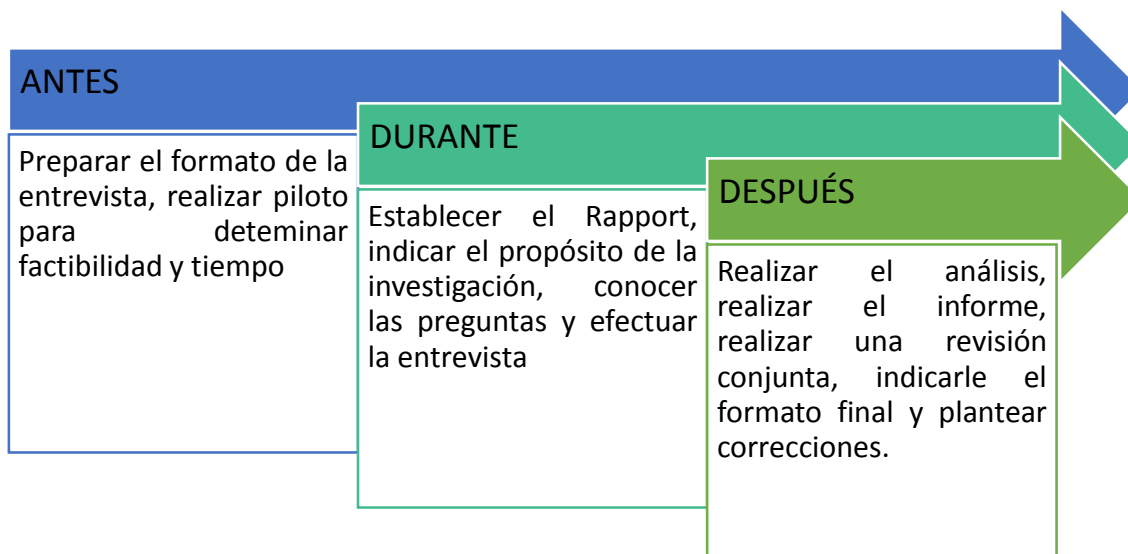 ANTES
Preparar el formato de la
entrevista, realizar piloto
para deteminar
factibilidad y tiempo
DURANTE
Establecer el Rapport,
indicar el propósito de la
investigación, conocer
las preguntas y efectuar
la entrevista
DESPUÉS
Realizar el análisis,
realizar el informe,
realizar una revisión
conjunta, indicarle el
formato final y plantear
correcciones.